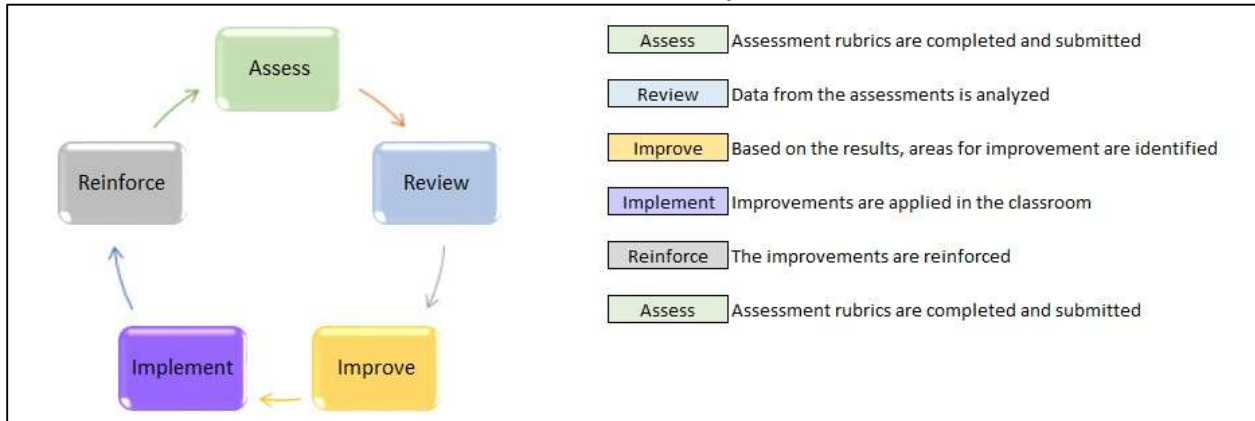 Assess
Review
Improve
Implement
Reinforce
Assess Assessment rubrics are completed and submitted
Review Data from the assessments is analyzed
Improve Based on the results, areas for improvement are identified
Implement Improvements are applied in the classroom
Reinforce The improvements are reinforced
Assess Assessment rubrics are completed and submitted